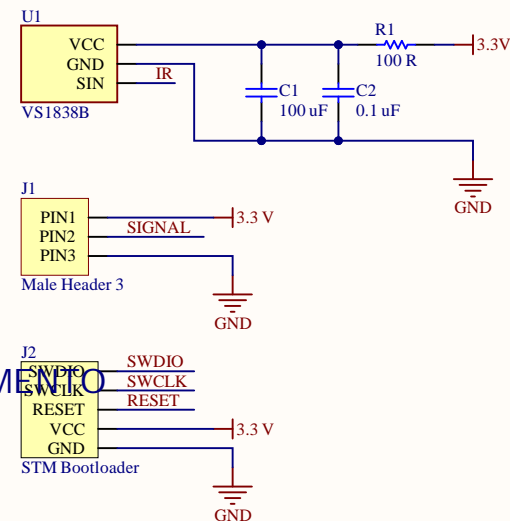 U1
VCC
GND
SIN
IR
VS1838B
R1
100 R
3.3V
C1
100 uF
C2
0.1 uF
GND
J1
PIN1
PIN2
PIN3
SIGNAL
3.3 V
Male Header 3
GND
J2
SWDIO
SWCLK
RESET
VCC
GND
MENTO
SWDIO
SWCLK
RESET
3.3 V
STM Bootloader
GND